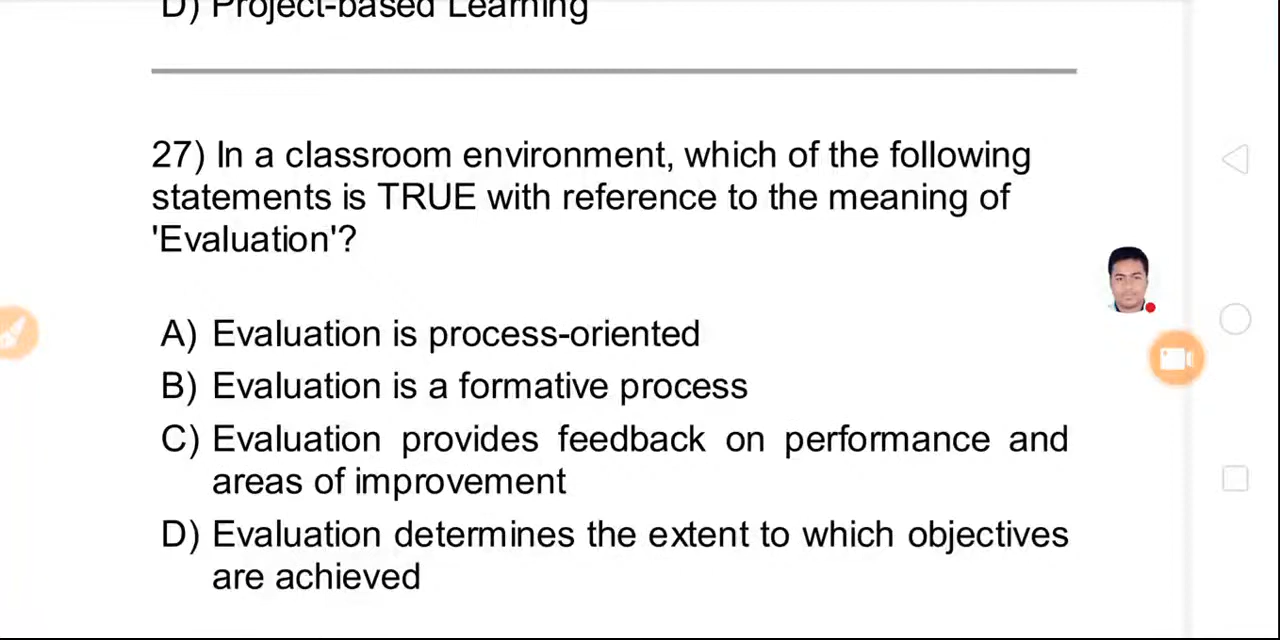 D) Project-based Learning
27) In a classroom environment, which of the following
statements is TRUE with reference to the meaning of
'Evaluation'?
A) Evaluation is process-oriented
B) Evaluation is a formative process
C) Evaluation provides feedback on performance and
areas of improvement
D) Evaluation determines the extent to which objectives
are achieved